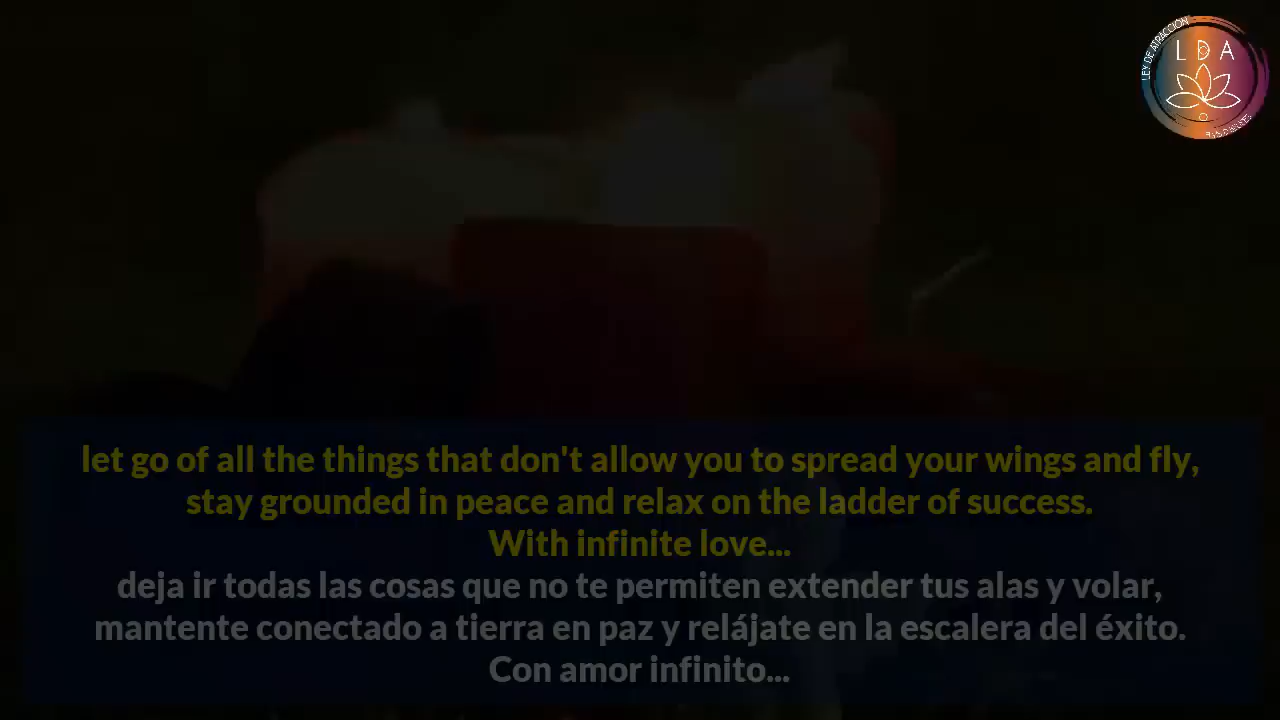 LEY DE ATRACCIÓN
LDA
let go of all the things that don't allow you to spread your wings and fly,
stay grounded in peace and relax on the ladder of success.
With infinite love...
deja ir todas las cosas que no te permiten extender tus alas y volar,
mantente conectado a tierra en paz y relájate en la escalera del éxito.
Con amor infinito...